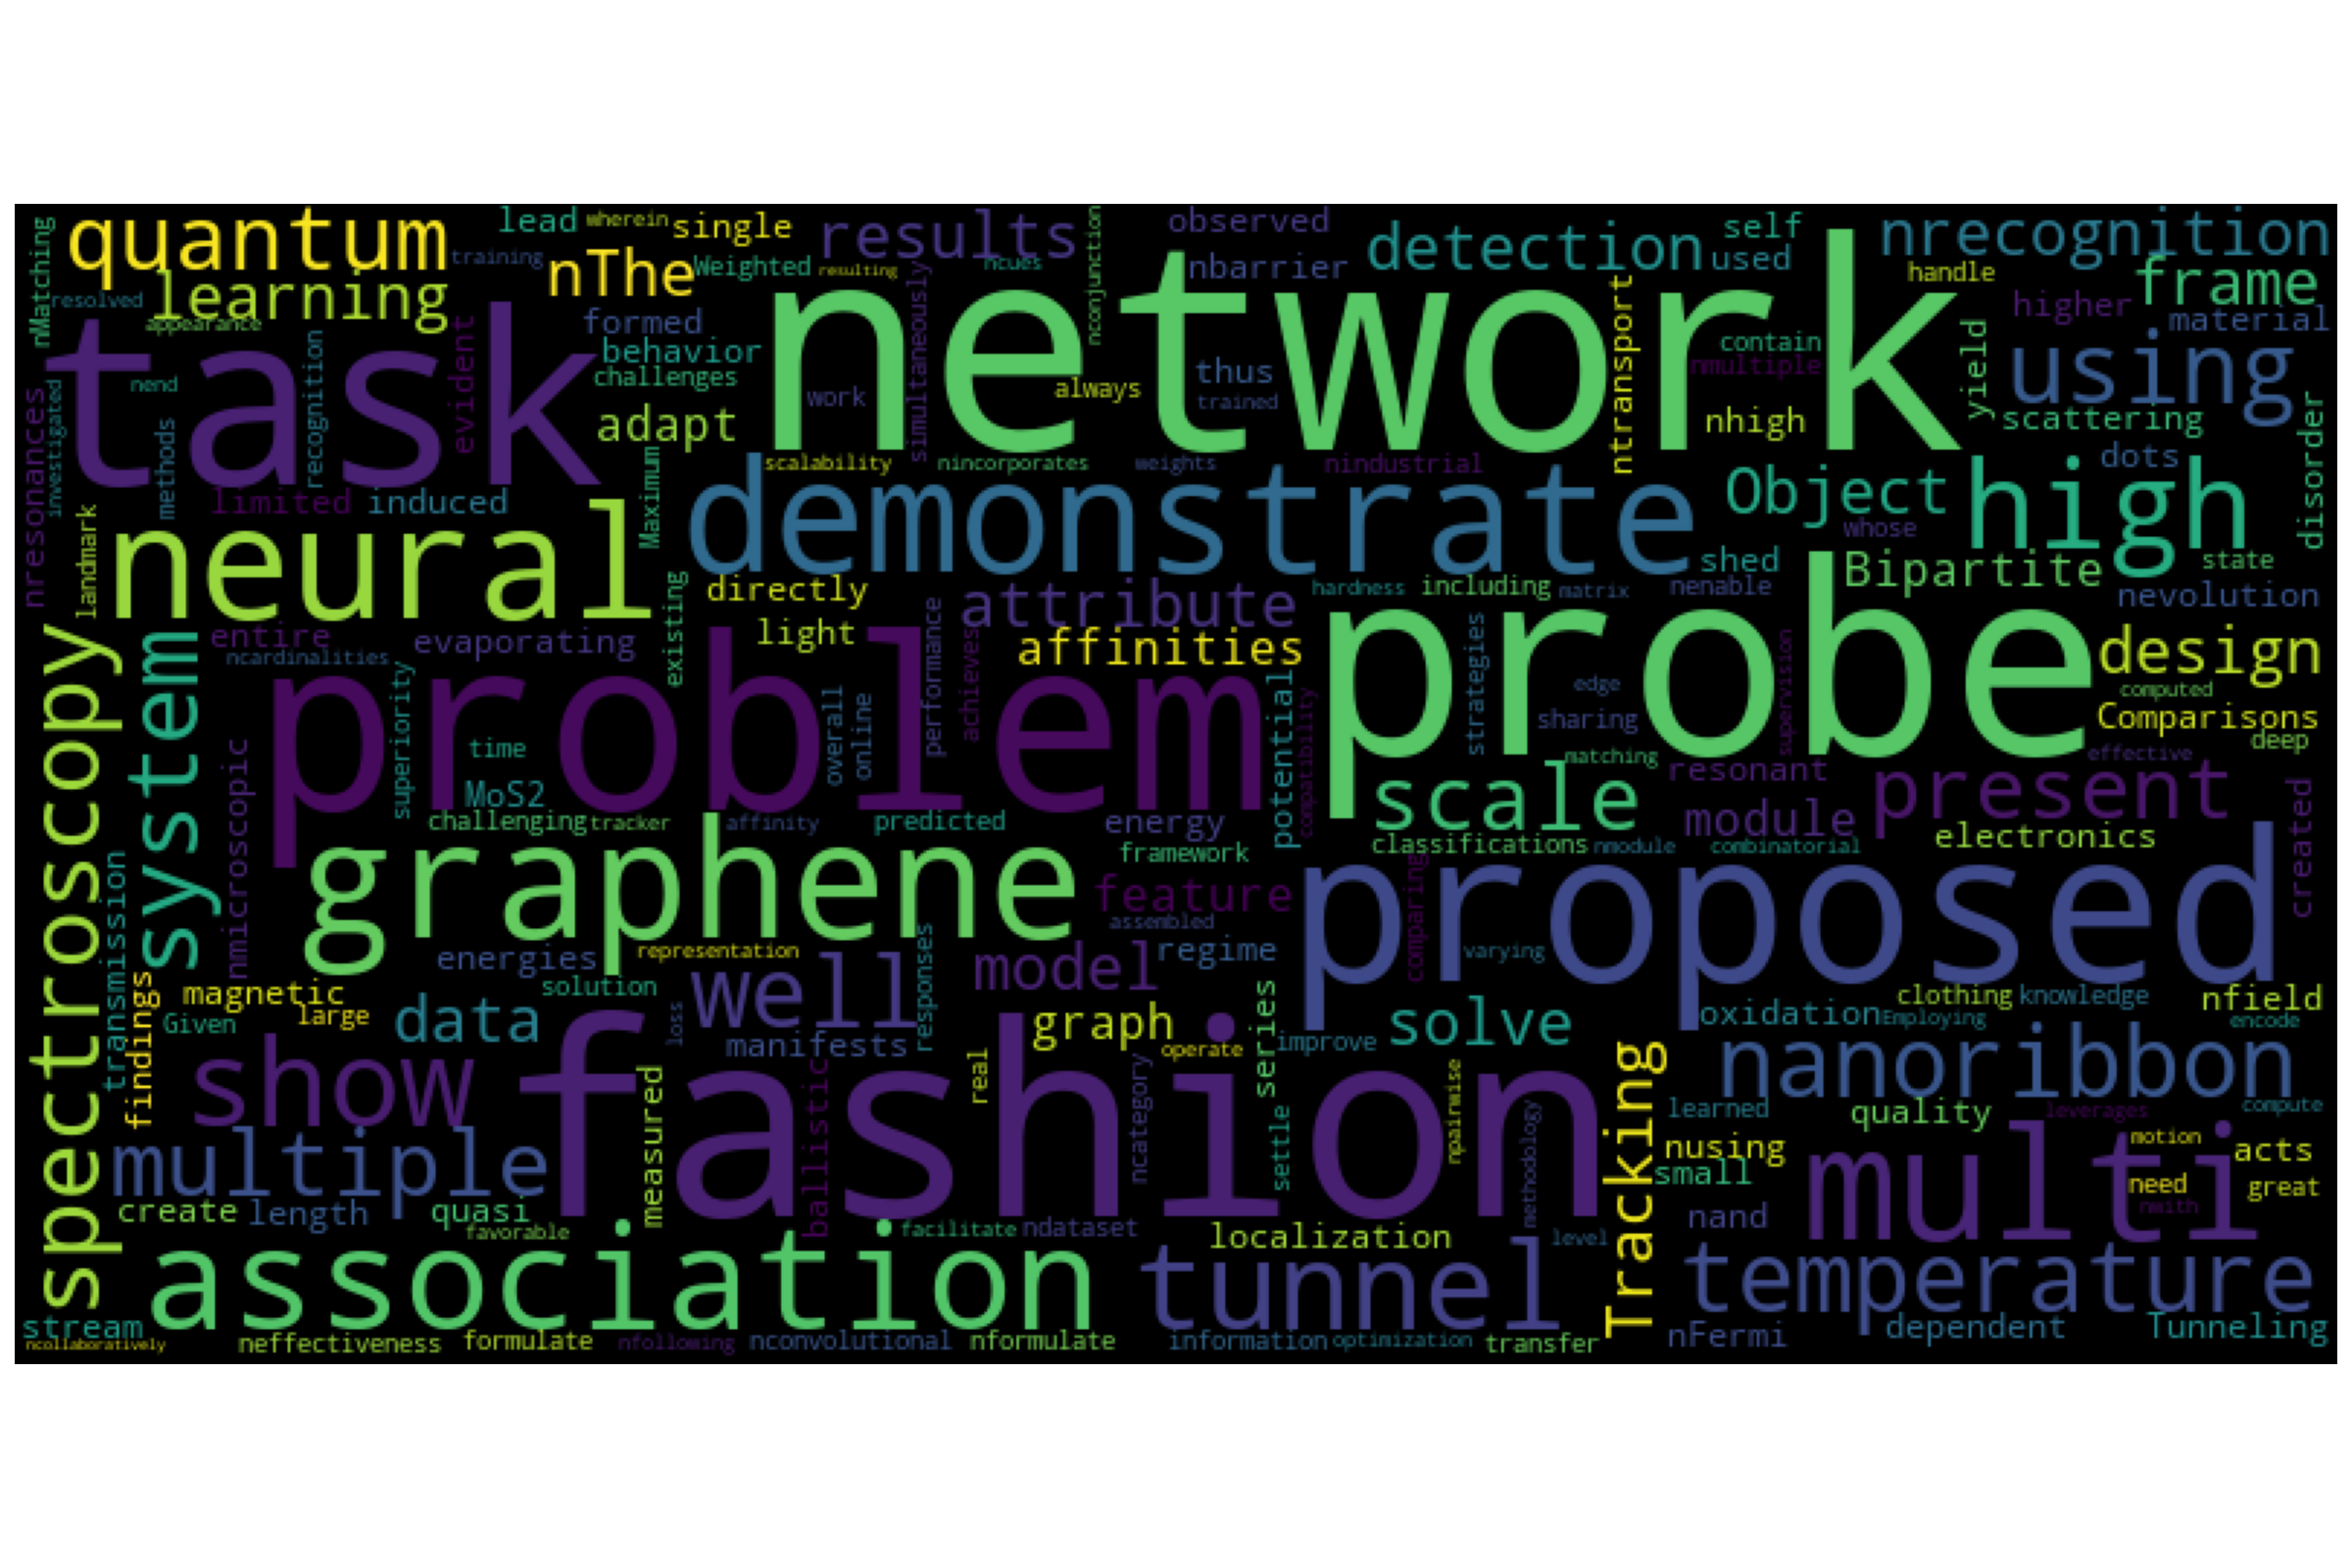 quantum
lead
wherein
single
results
observed
detection
self
used
nrecognition
nMatching
training
nThe
Weighted
resulting
ncues
nconjunction
nbarrier
handle
frame
resolved
learning
appearance
formed
simultaneously
network
ntransport
contain
higher
material
task
nend
recognition
evident
behavior
challenges
work
always
thus
trained
nmultiple
yield
using
nresonances
investigated
methods
adapt
nhigh
scattering
disorder
limited
induced
Maximum
scalability
nincorporates
weights
nindustrial
dots
landmark
neural
demonstrate
Object
whose
high
shed
state
directly
hardness
including
matrix
nenable
Bipartite
nevolution
existing
attribute
spectroscopy
system
entire
evaporating
light
performance
affinities
strategies
probe
design
ncardinalities
superiority
problem
overall
online
achieves
potential
compatibility
edge
sharing
supervision
computed
Comparisons
deep
time
matching
resonant
effective
nmicroscopic
MoS2
scale
module
present
created
challenging
tracker
affinity
predicted
energy
framework
classifications
nmodule
combinatorial
electronics
transmission
graphene
feature
comparing
proposed
assembled
energies
representation
responses
regime
varying
findings
magnetic
solution
well
model
series
clothing
knowledge
nfield
Given
large
data
loss
manifests
graph
operate
improve
solve
oxidation
Employing
encode
show
measured
ballistic
fashion
real
ncategory
settle
npairwise
methodology
Tracking
nanoribbon
learned
quality
leverages
compute
multiple
nusing
small
multi
motion
acts
need
great
nwith
create
length
quasi
favorable
facilitate
ndataset
localization
level
nand
association
tunnel
temperature
stream
ncollaboratively
neffectiveness
formulate
nfollowing
nconvolutional
nformulate
information
optimization
transfer
nFermi
dependent
Tunneling